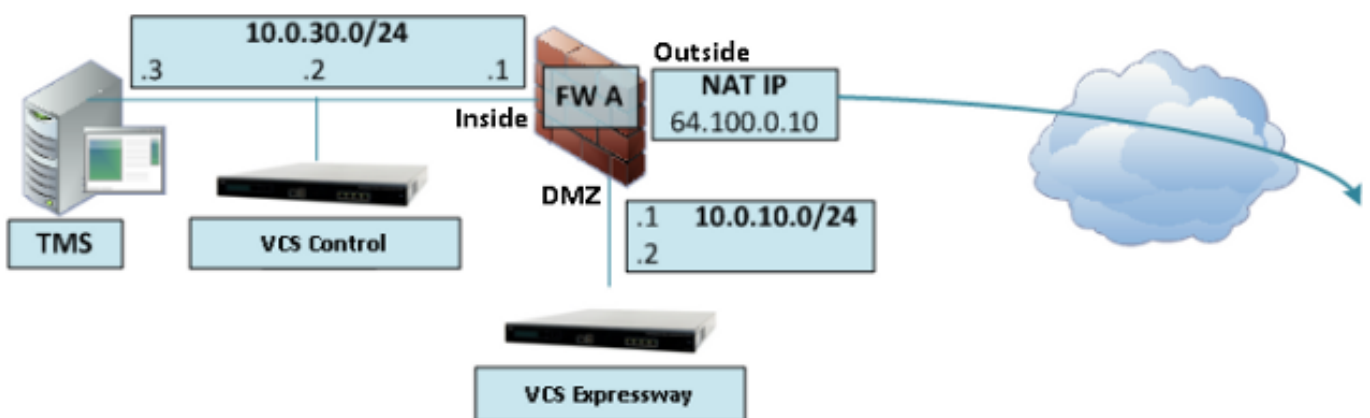 10.0.30.0/24
.3 .2 .1
Outside
FW A
NAT IP
64.100.0.10
Inside
DMZ
.1 10.0.10.0/24
.2
TMS
VCS Control
VCS Expressway